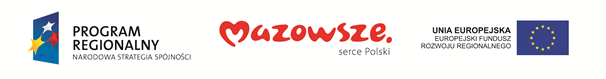 PROGRAM
REGIONALNY
NARODOWA STRATEGIA SPÓJNOŚCI
mazowsze.
serce Polski
UNIA EUROPEJSKA
EUROPEJSKI FUNDUSZ
ROZWOJU REGIONALNEGO